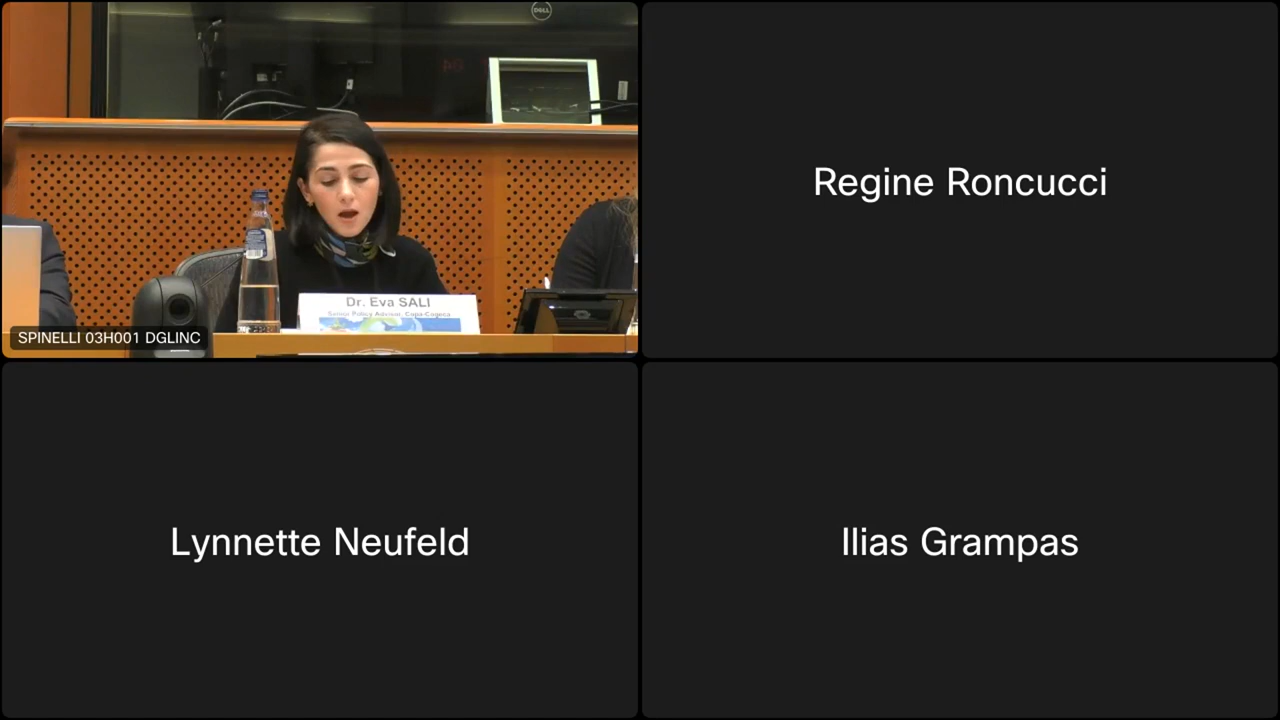 DELL
Dr. Eva SALI
Senior Policy Advisor, Copa-Cogeca
SPINELLI 03H001 DGLINC
Regine Roncucci
Lynnette Neufeld
Ilias Grampas